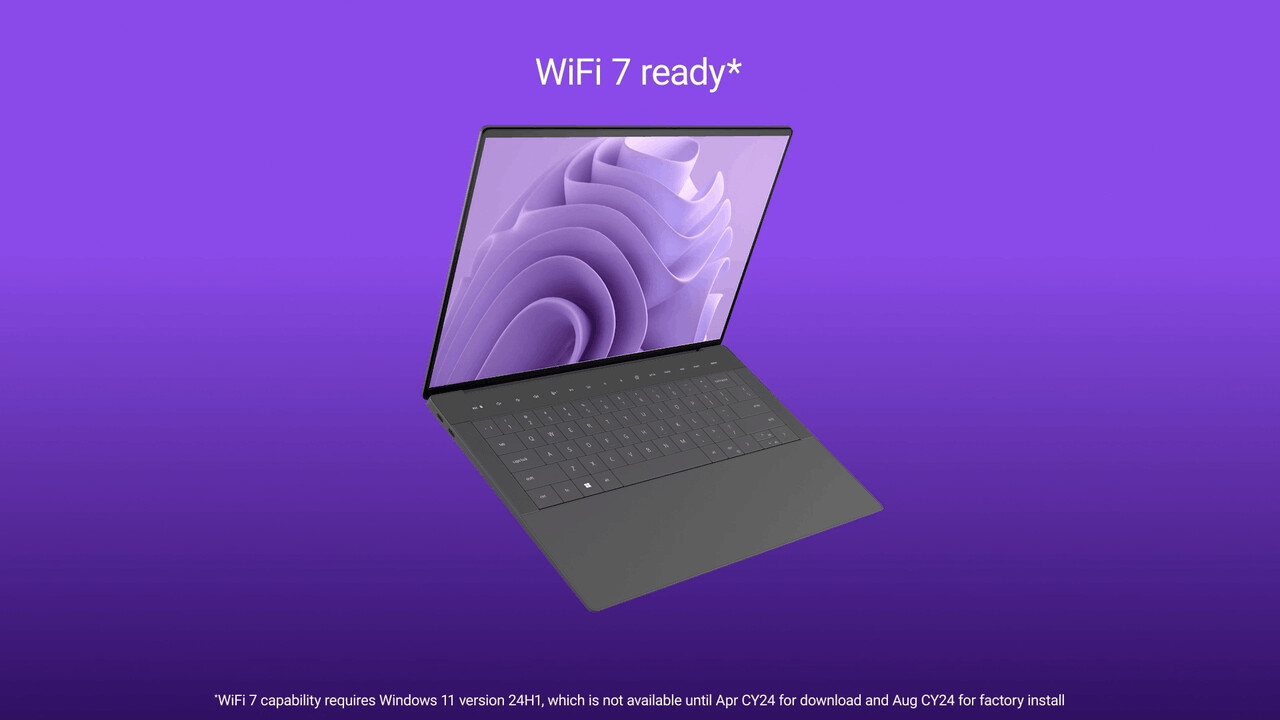 WiFi 7 ready*
Q W E R T Y
A S D F G H J K L
Z X C V B N M
*WiFi 7 capability requires Windows 11 version 24H1, which is not available until Apr CY24 for download and Aug CY24 for factory install